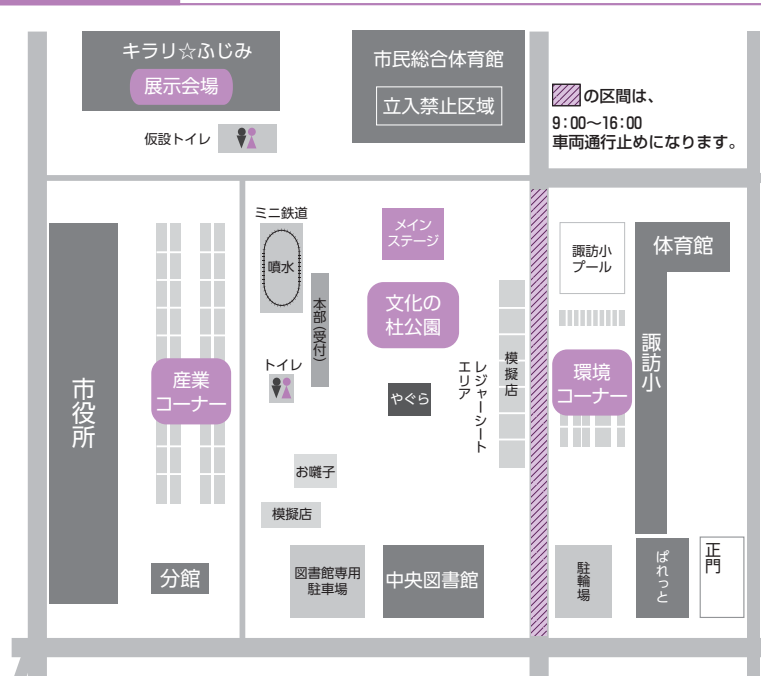 キラリ☆ふじみ
展示会場
仮設トイレ
市民総合体育館
立入禁止区域
の区間は、
9:00～16:00
車両通行止めになります。
ミニ鉄道
噴水
本部(受付)
トイレ
メイン
ステージ
文化の
杜公園
やぐら
レジャーシート
エリア
模擬店
諏訪小
プール
体育館
諏訪小
環境
コーナー
市役所
産業
コーナー
お囃子
模擬店
分館
図書館専用
駐車場
中央図書館
駐輪場
ぱれっと
正門